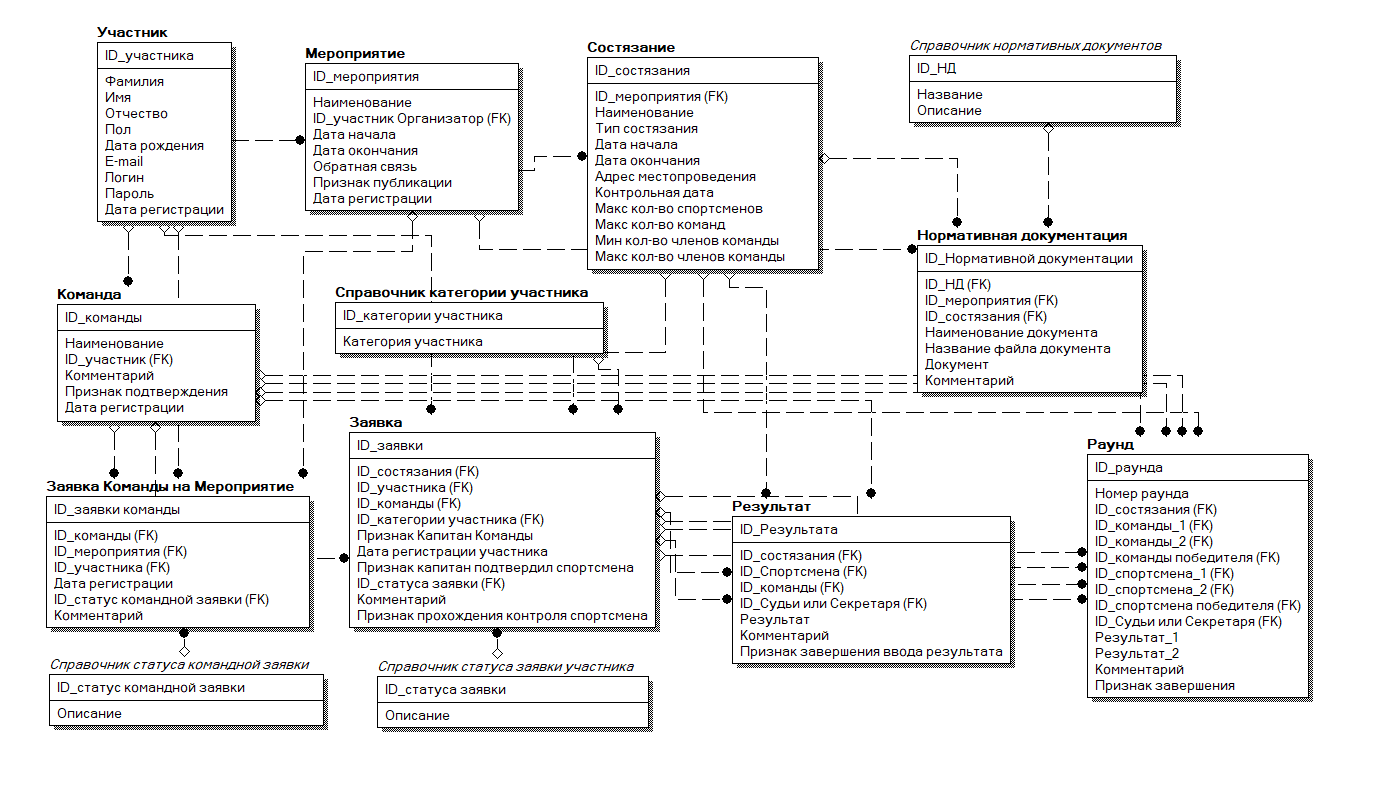 Участник
ID_участника
Фамилия
Имя
Отчество
Пол
Дата рождения
E-mail
Логин
Пароль
Дата регистрации
Мероприятие
ID_мероприятия
Наименование
ID_участник Организатор (FK)
Дата начала
Дата окончания
Обратная связь
Признак публикации
Дата регистрации
Состязание
ID_состязания
ID_мероприятия (FK)
Наименование
Тип состязания
Дата начала
Дата окончания
Адрес местопроведения
Контрольная дата
Макс кол-во спортсменов
Макс кол-во команд
Мин кол-во членов команды
Макс кол-во членов команды
Справочник нормативных документов
ID_НД
Название
Описание
Нормативная документация
ID_Нормативной документации
ID_НД (FK)
ID_мероприятия (FK)
ID_состязания (FK)
Наименование документа
Название файла документа
Документ
Комментарий
Команда
ID_команды
Наименование
ID_участник (FK)
Комментарий
Признак подтверждения
Дата регистрации
Справочник категории участника
ID_категории участника
Категория участника
Заявка Команды на Мероприятие
ID_заявки команды
ID_команды (FK)
ID_мероприятия (FK)
ID_участника (FK)
Дата регистрации
ID_статус командной заявки (FK)
Комментарий
Заявка
ID_заявки
ID_состязания (FK)
ID_участника (FK)
ID_команды (FK)
ID_категории участника (FK)
Признак Капитан Команды
Дата регистрации участника
Признак капитан подтвердил спортсмена
ID_статуса заявки (FK)
Комментарий
Признак прохождения контроля спортсмена
Результат
ID_Результата
ID_состязания (FK)
ID_Спортсмена (FK)
ID_команды (FK)
ID_Судьи или Секретаря (FK)
Результат
Комментарий
Признак завершения ввода результата
Раунд
ID_раунда
Номер раунда
ID_состязания (FK)
ID_команды_1 (FK)
ID_команды_2 (FK)
ID_команды победителя (FK)
ID_спортсмена_1 (FK)
ID_спортсмена_2 (FK)
ID_спортсмена победителя (FK)
ID_Судьи или Секретаря (FK)
Результат_1
Результат_2
Комментарий
Признак завершения
Справочник статуса командной заявки
ID_статус командной заявки
Описание
Справочник статуса заявки участника
ID_статуса заявки
Описание